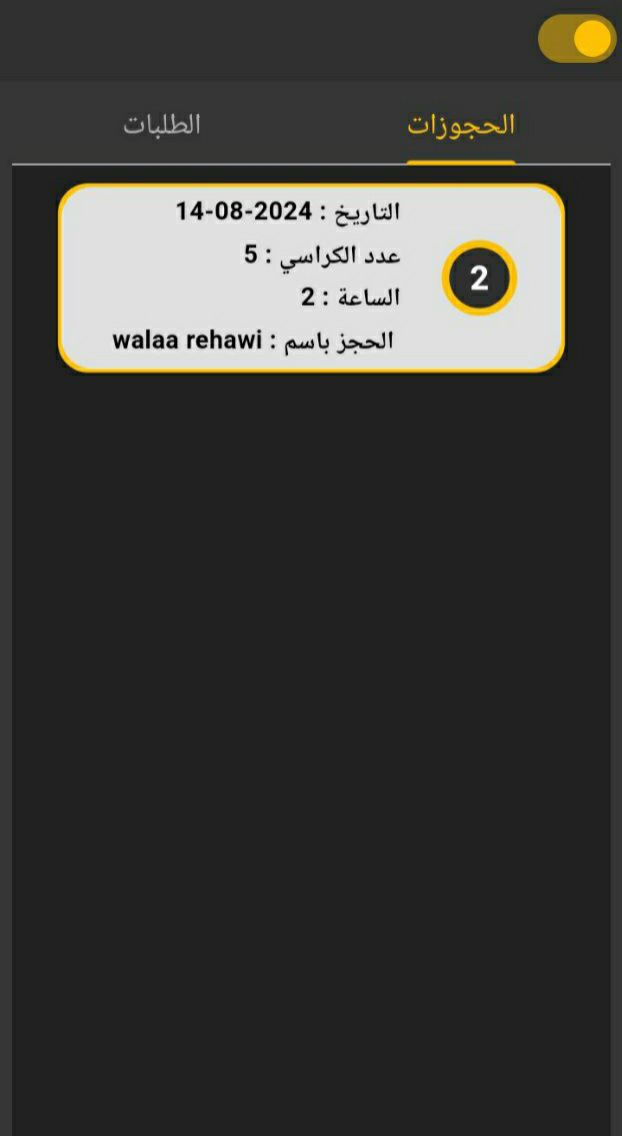 الحجوزات
الطلبات
التاريخ : 2024-08-14
عدد الكراسي : 5
2
الساعة : 2
الحجز باسم : walaa rehawi